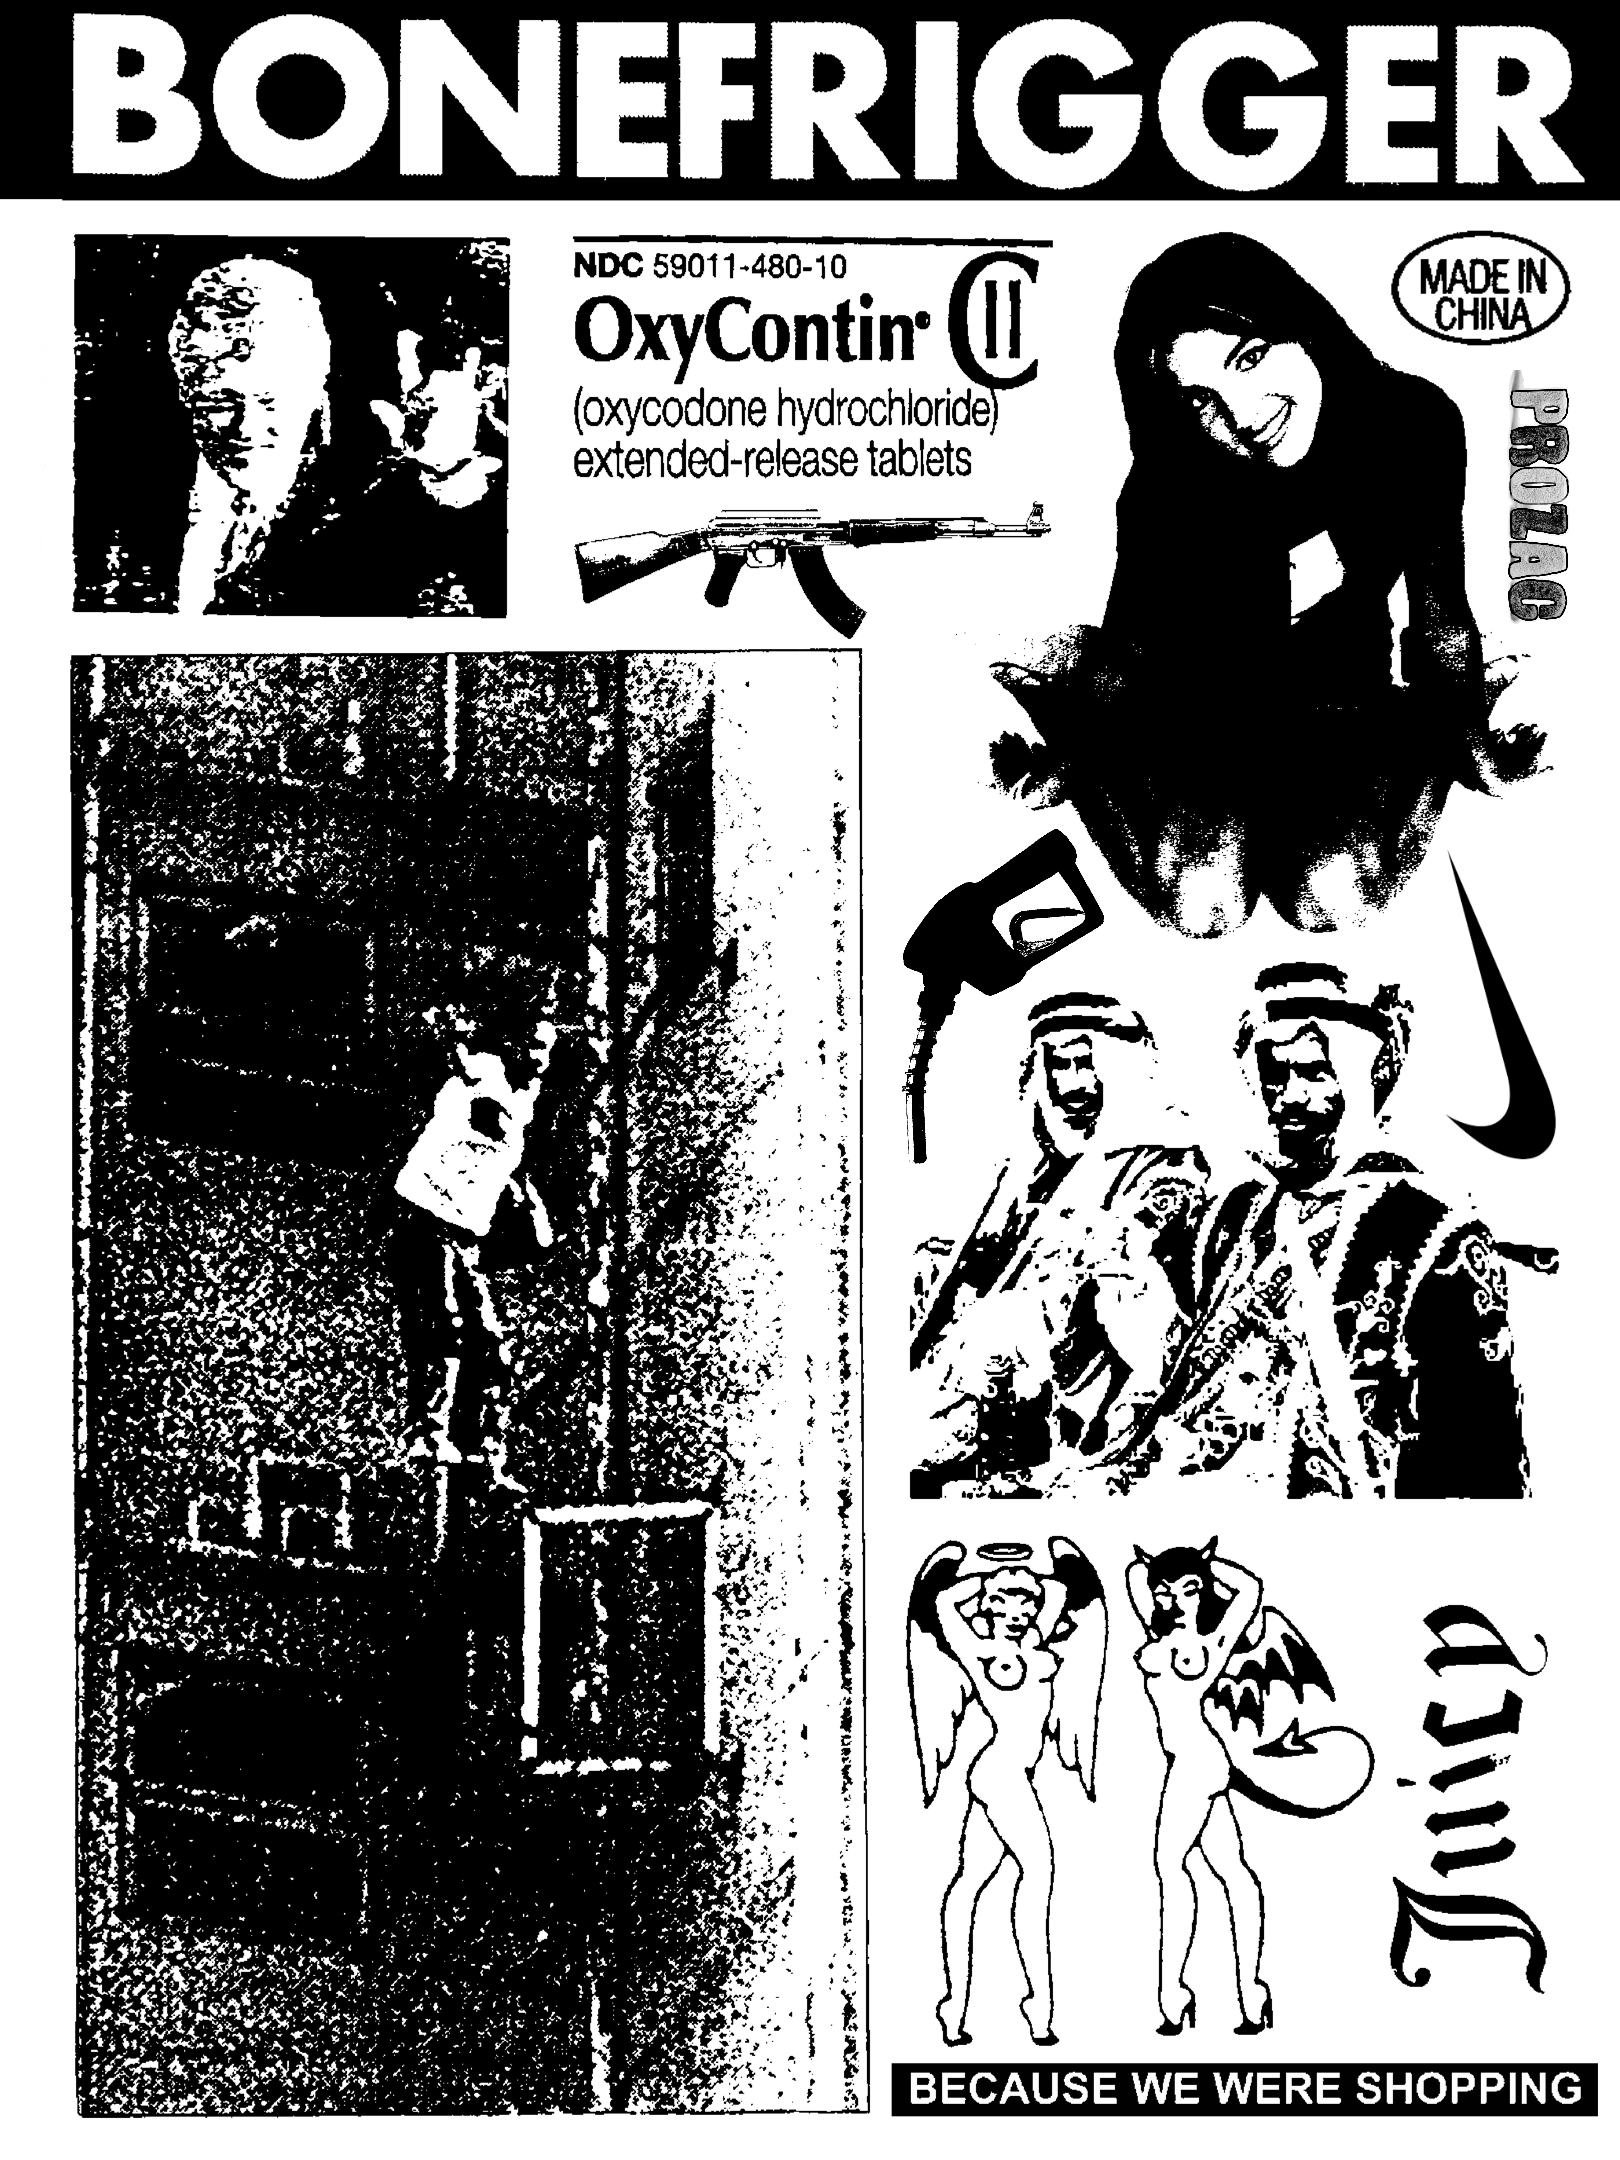 BONEFRIGGER
NDC 59011-480-10
OxyContin® CII
(oxycodone hydrochloride)
extended-release tablets
MADE IN
CHINA
PROZAC
BECAUSE WE WERE SHOPPING